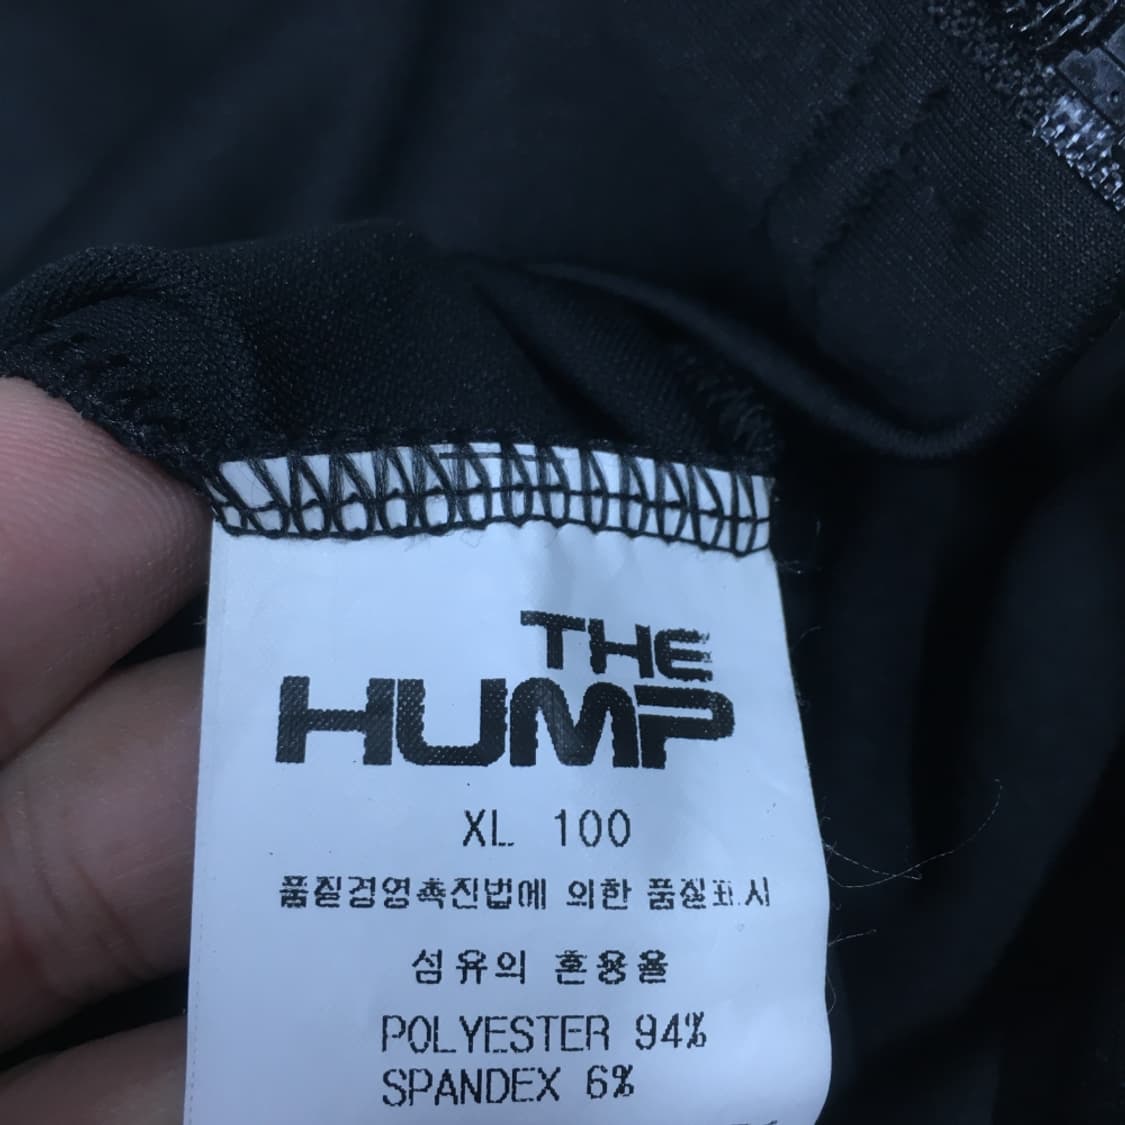 THE
HUMP
XL 100
품질경영촉진법에 의한 품질표시
섬유의 혼용율
POLYESTER 94%
SPANDEX 6%